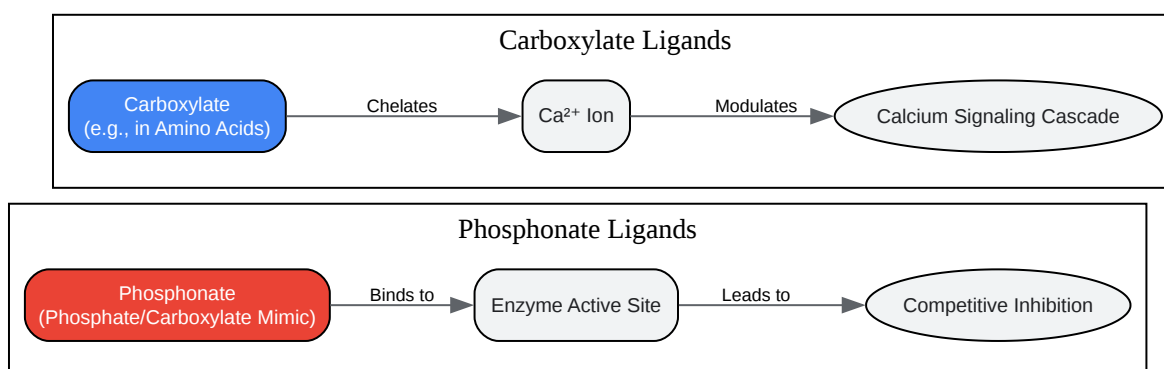 Carboxylate Ligands
Carboxylate
(e.g., in Amino Acids)
Chelates
Ca²⁺ Ion
Modulates
Calcium Signaling Cascade
Phosphonate Ligands
Phosphonate
(Phosphate/Carboxylate Mimic)
Binds to
Enzyme Active Site
Leads to
Competitive Inhibition